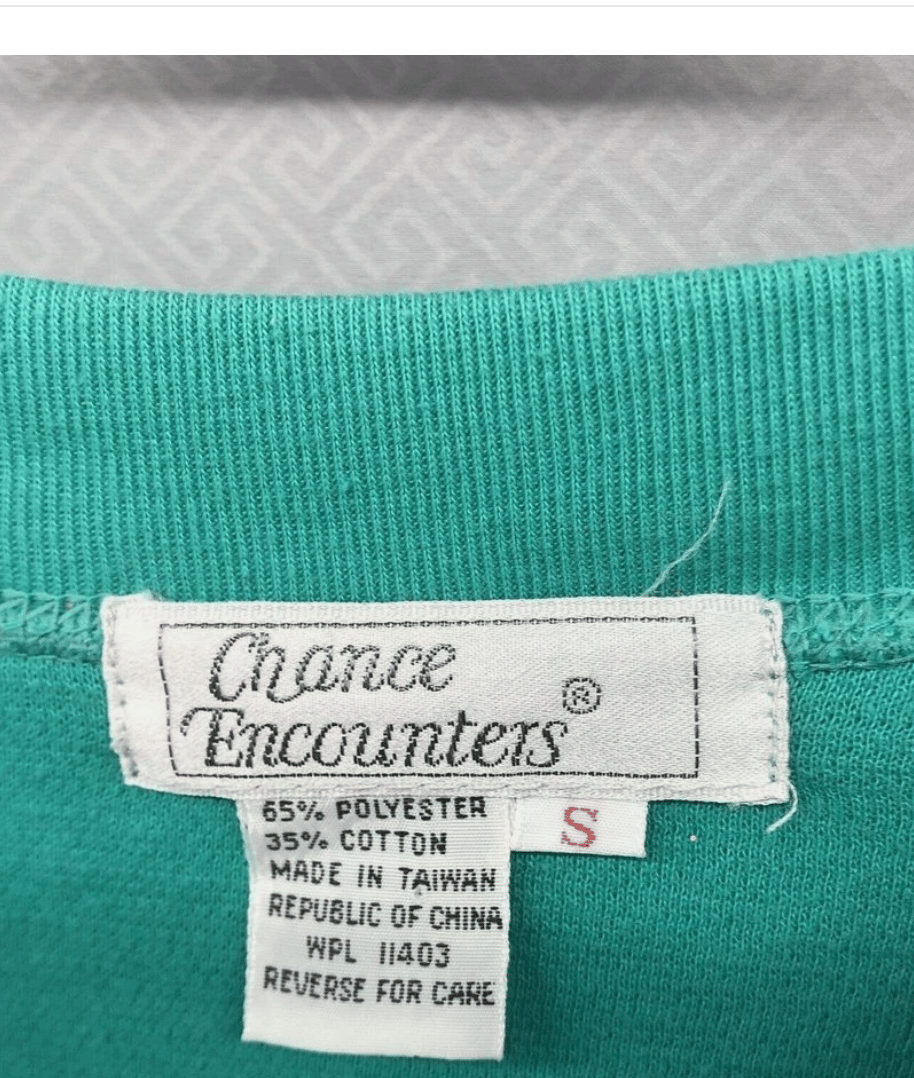 Chance
Encounters®
65% POLYESTER
35% COTTON
S
MADE IN TAIWAN
REPUBLIC OF CHINA
WPL 11403
REVERSE FOR CARE